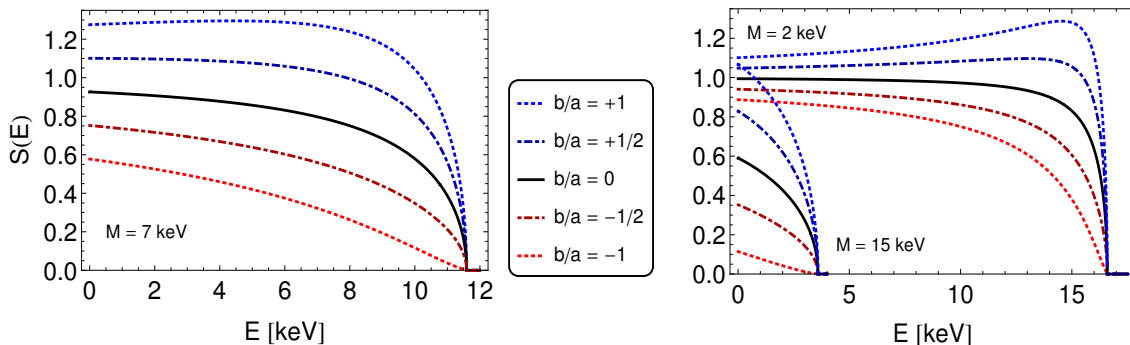 1.2
1.0
0.8
0.6
0.4
0.2
0.0
S(E)
M = 7 keV
0 2 4 6 8 10 12
E [keV]
b/a = +1
b/a = +1/2
b/a = 0
b/a = −1/2
b/a = −1
1.2
1.0
0.8
0.6
0.4
0.2
0.0
M = 2 keV
M = 15 keV
0 5 10 15
E [keV]